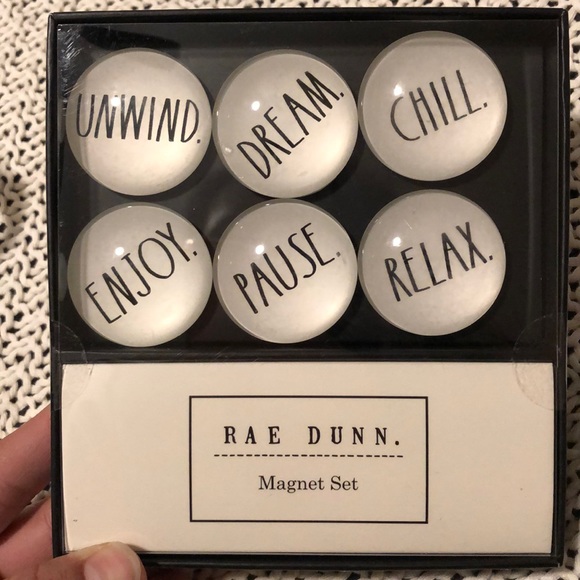 UNWIND.
DREAM.
CHILL.
ENJOY.
PAUSE.
RELAX.
RAE DUNN.
Magnet Set